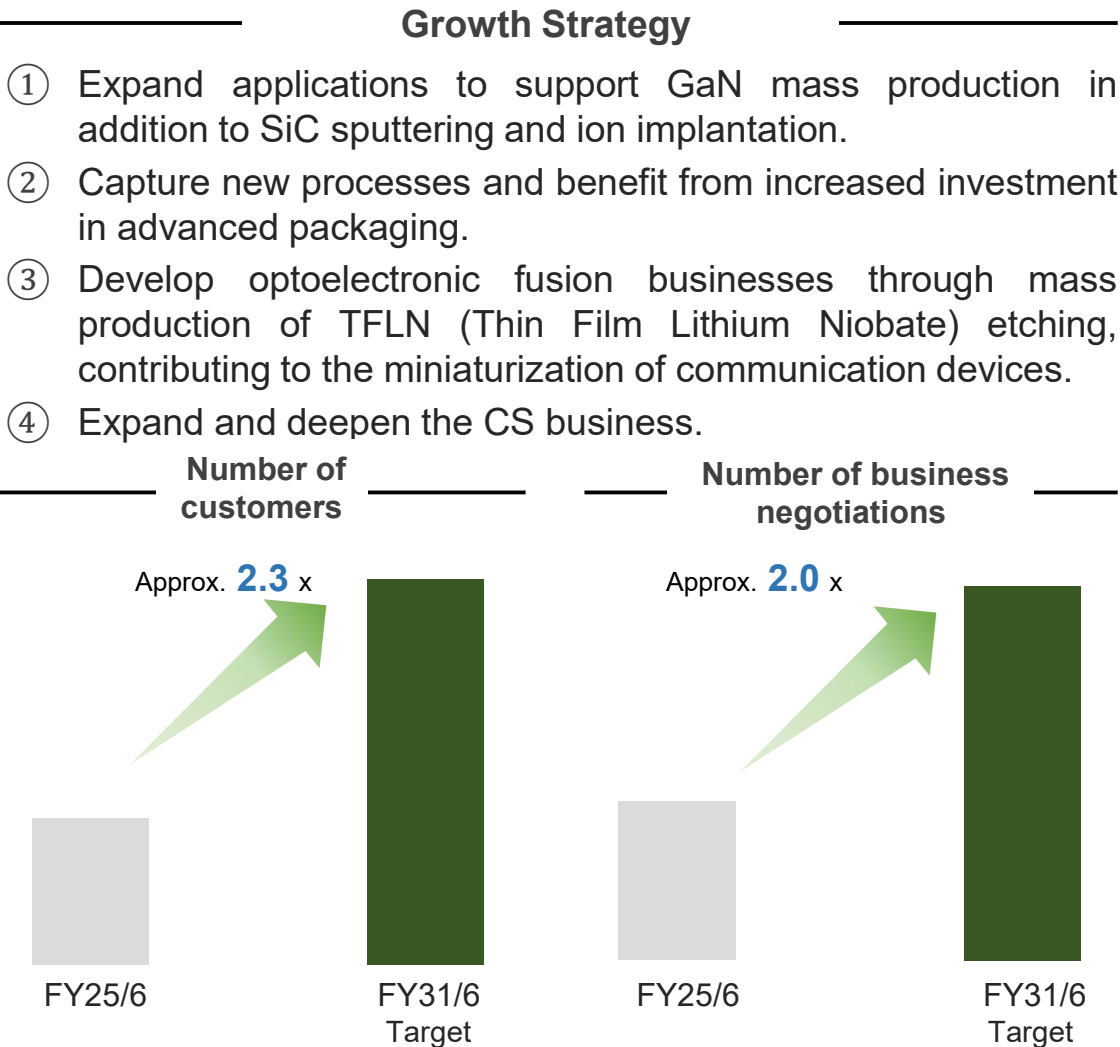 Growth Strategy
① Expand applications to support GaN mass production in
addition to SiC sputtering and ion implantation.
② Capture new processes and benefit from increased investment
in advanced packaging.
③ Develop optoelectronic fusion businesses through mass
production of TFLN (Thin Film Lithium Niobate) etching,
contributing to the miniaturization of communication devices.
④ Expand and deepen the CS business.
Number of
customers
Approx. 2.3 x
FY25/6
FY31/6
Target
Number of business
negotiations
Approx. 2.0 x
FY25/6
FY31/6
Target